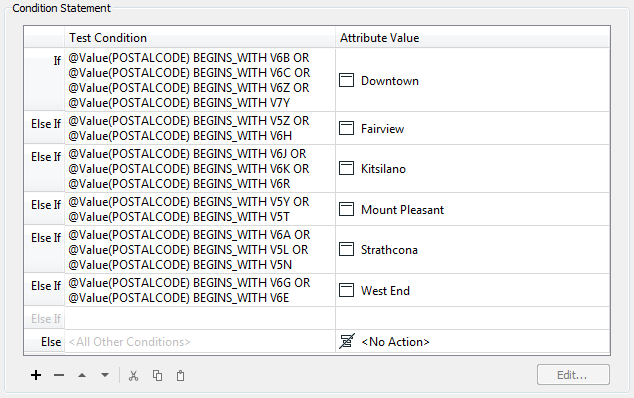 Condition Statement
Test Condition Attribute Value
If @Value(POSTALCODE) BEGINS_WITH V6B OR
@Value(POSTALCODE) BEGINS_WITH V6C OR
@Value(POSTALCODE) BEGINS_WITH V6Z OR
@Value(POSTALCODE) BEGINS_WITH V7Y
Downtown
Else If @Value(POSTALCODE) BEGINS_WITH V5Z OR
@Value(POSTALCODE) BEGINS_WITH V6H
Fairview
Else If @Value(POSTALCODE) BEGINS_WITH V6J OR
@Value(POSTALCODE) BEGINS_WITH V6K OR
@Value(POSTALCODE) BEGINS_WITH V6R
Kitsilano
Else If @Value(POSTALCODE) BEGINS_WITH V5Y OR
@Value(POSTALCODE) BEGINS_WITH V5T
Mount Pleasant
Else If @Value(POSTALCODE) BEGINS_WITH V6A OR
@Value(POSTALCODE) BEGINS_WITH V5L OR
@Value(POSTALCODE) BEGINS_WITH V5N
Strathcona
Else If @Value(POSTALCODE) BEGINS_WITH V6G OR
@Value(POSTALCODE) BEGINS_WITH V6E
West End
Else If
Else <All Other Conditions> <No Action>
Edit...